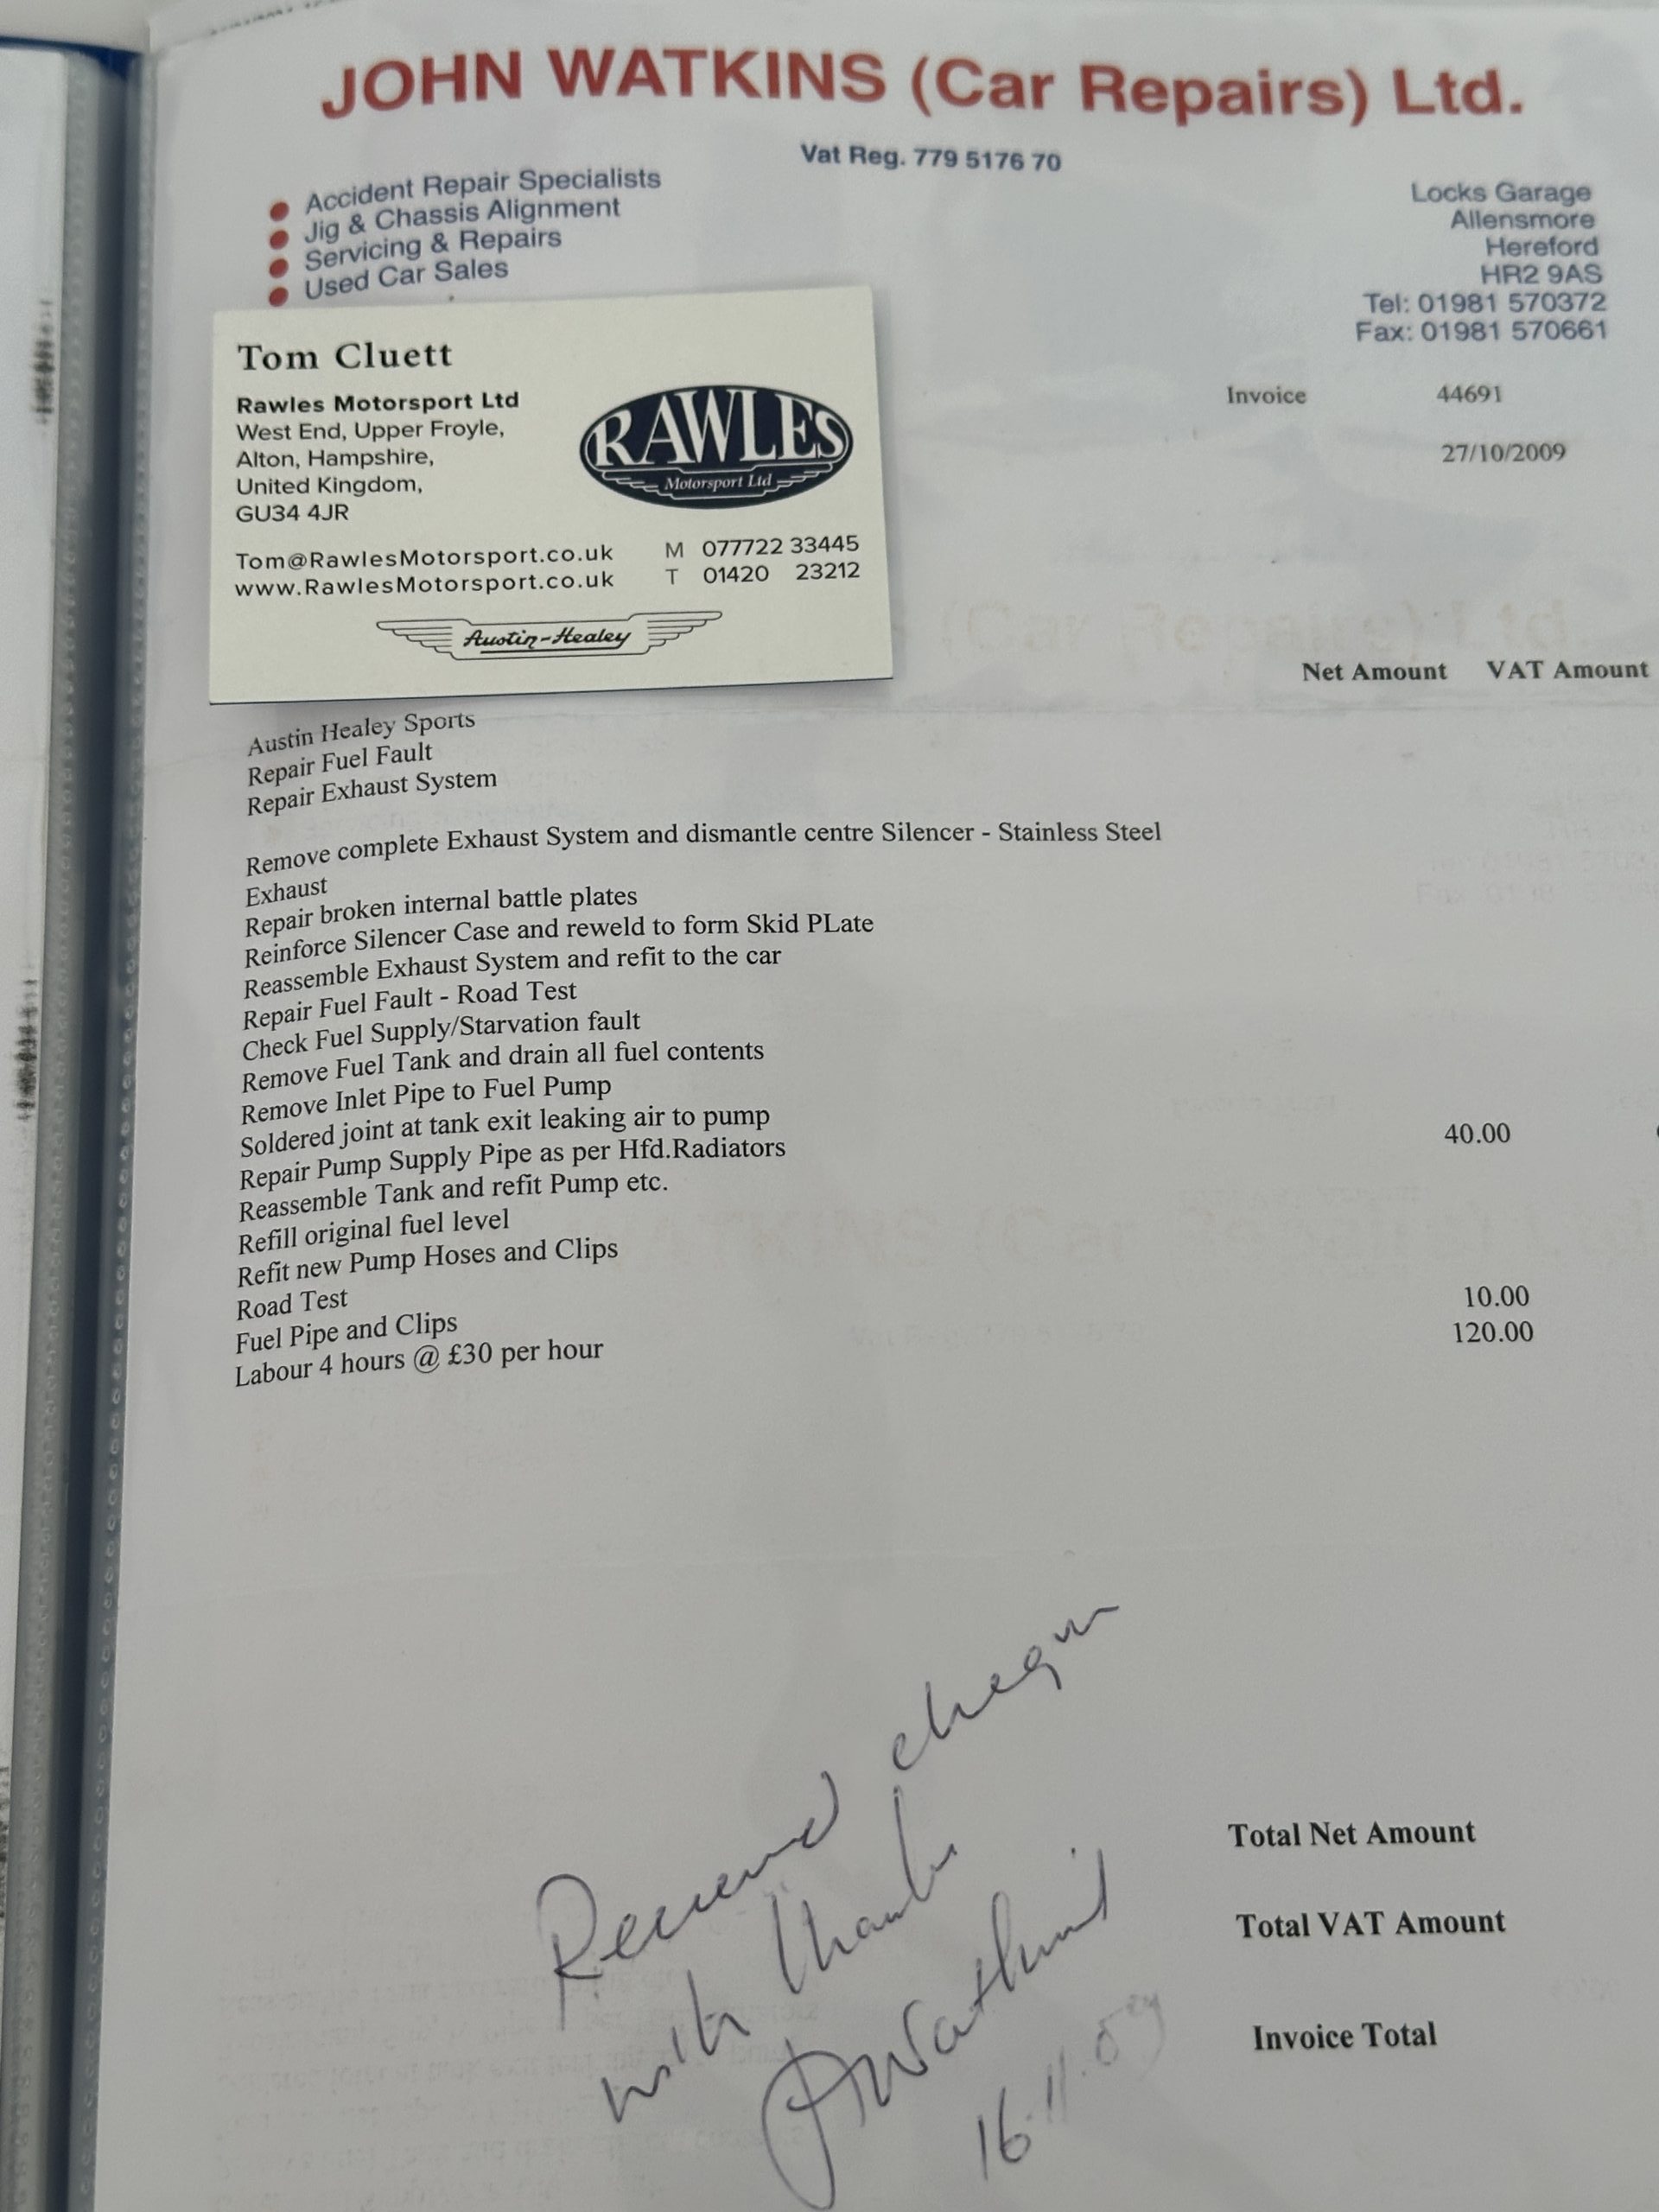 JOHN WATKINS (Car Repairs) Ltd.
Vat Reg. 779 5176 70
Accident Repair Specialists
Jig & Chassis Alignment
Servicing & Repairs
Used Car Sales
Locks Garage
Allensmore
Hereford
HR2 9AS
Tel: 01981 570372
Fax: 01981 570661
Invoice 44691
27/10/2009
Tom Cluett
Rawles Motorsport Ltd
West End, Upper Froyle,
Alton, Hampshire,
United Kingdom,
GU34 4JR
RAWLES
Motorsport Ltd
Tom@RawlesMotorsport.co.uk
www.RawlesMotorsport.co.uk
M 077722 33445
T 01420 23212
Austin-Healey
Net Amount VAT Amount
Austin Healey Sports
Repair Fuel Fault
Repair Exhaust System
Remove complete Exhaust System and dismantle centre Silencer - Stainless Steel
Exhaust
Repair broken internal battle plates
Reinforce Silencer Case and reweld to form Skid PLate
Reassemble Exhaust System and refit to the car
Repair Fuel Fault - Road Test
Check Fuel Supply/Starvation fault
Remove Fuel Tank and drain all fuel contents
Remove Inlet Pipe to Fuel Pump
Soldered joint at tank exit leaking air to pump
Repair Pump Supply Pipe as per Hfd.Radiators 40.00
Reassemble Tank and refit Pump etc.
Refill original fuel level
Refit new Pump Hoses and Clips
Road Test
Fuel Pipe and Clips 10.00
Labour 4 hours @ £30 per hour 120.00
Received cheque
with thanks
JWatkins
16.11.09
Total Net Amount
Total VAT Amount
Invoice Total